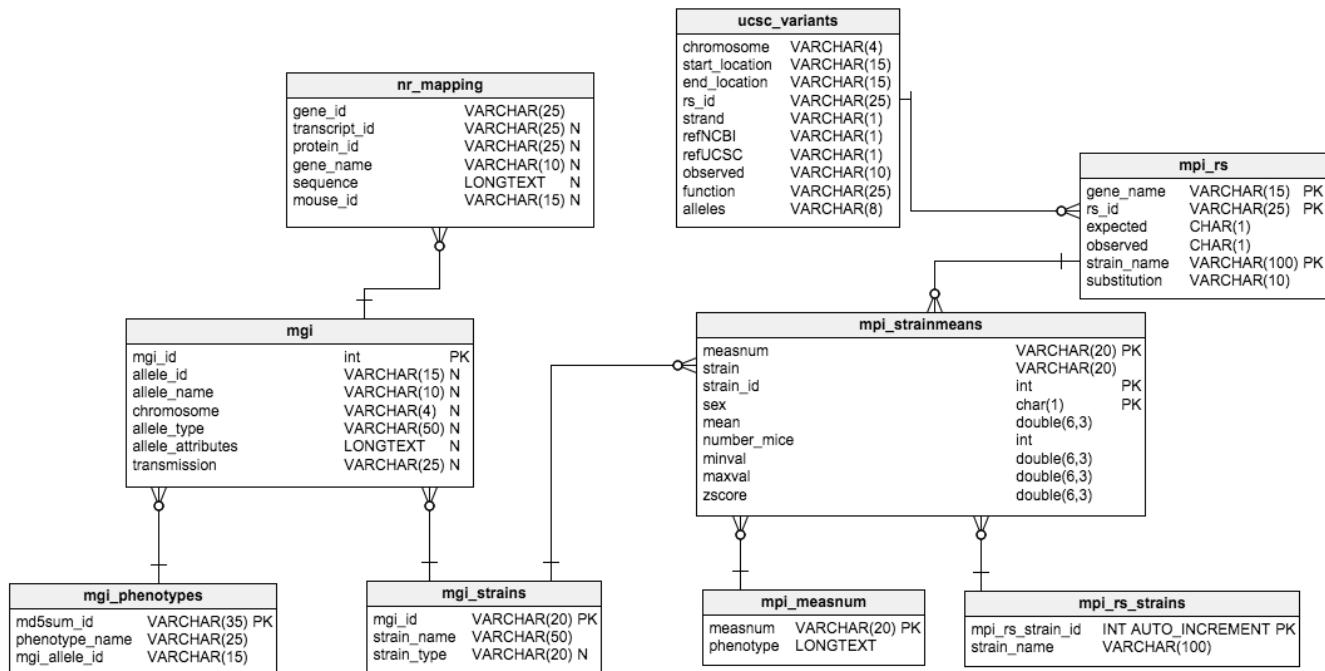 ucsc_variants
chromosome VARCHAR(4)
start_location VARCHAR(15)
end_location VARCHAR(15)
rs_id VARCHAR(25)
strand VARCHAR(1)
refNCBI VARCHAR(1)
refUCSC VARCHAR(1)
observed VARCHAR(10)
function VARCHAR(25)
alleles VARCHAR(8)
nr_mapping
gene_id VARCHAR(25)
transcript_id VARCHAR(25) N
protein_id VARCHAR(25) N
gene_name VARCHAR(10) N
sequence LONGTEXT N
mouse_id VARCHAR(15) N
mpi_rs
gene_name VARCHAR(15) PK
rs_id VARCHAR(25) PK
expected CHAR(1)
observed CHAR(1)
strain_name VARCHAR(100) PK
substitution VARCHAR(10)
mgi
mgi_id int PK
allele_id VARCHAR(15) N
allele_name VARCHAR(10) N
chromosome VARCHAR(4) N
allele_type VARCHAR(50) N
allele_attributes LONGTEXT N
transmission VARCHAR(25) N
mpi_strainmeans
measnum VARCHAR(20) PK
strain VARCHAR(20)
strain_id int PK
sex char(1) PK
mean double(6,3)
number_mice int
minval double(6,3)
maxval double(6,3)
zscore double(6,3)
mgi_phenotypes
md5sum_id VARCHAR(35) PK
phenotype_name VARCHAR(25)
mgi_allele_id VARCHAR(15)
mgi_strains
mgi_id VARCHAR(20) PK
strain_name VARCHAR(50)
strain_type VARCHAR(20) N
mpi_measnum
measnum VARCHAR(20) PK
phenotype LONGTEXT
mpi_rs_strains
mpi_rs_strain_id INT AUTO_INCREMENT PK
strain_name VARCHAR(100)